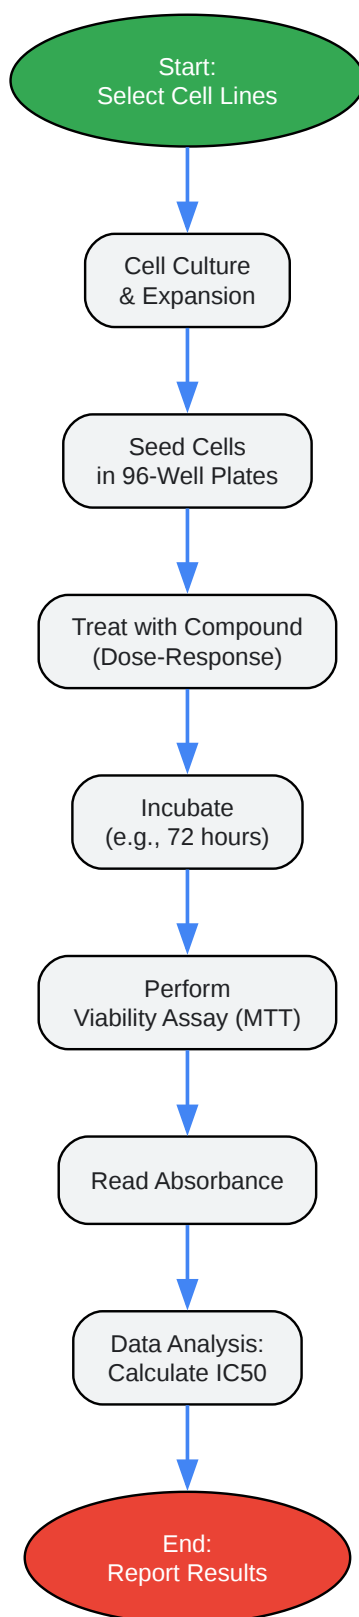 Start:
Select Cell Lines
Cell Culture
& Expansion
Seed Cells
in 96-Well Plates
Treat with Compound
(Dose-Response)
Incubate
(e.g., 72 hours)
Perform
Viability Assay (MTT)
Read Absorbance
Data Analysis:
Calculate IC50
End:
Report Results